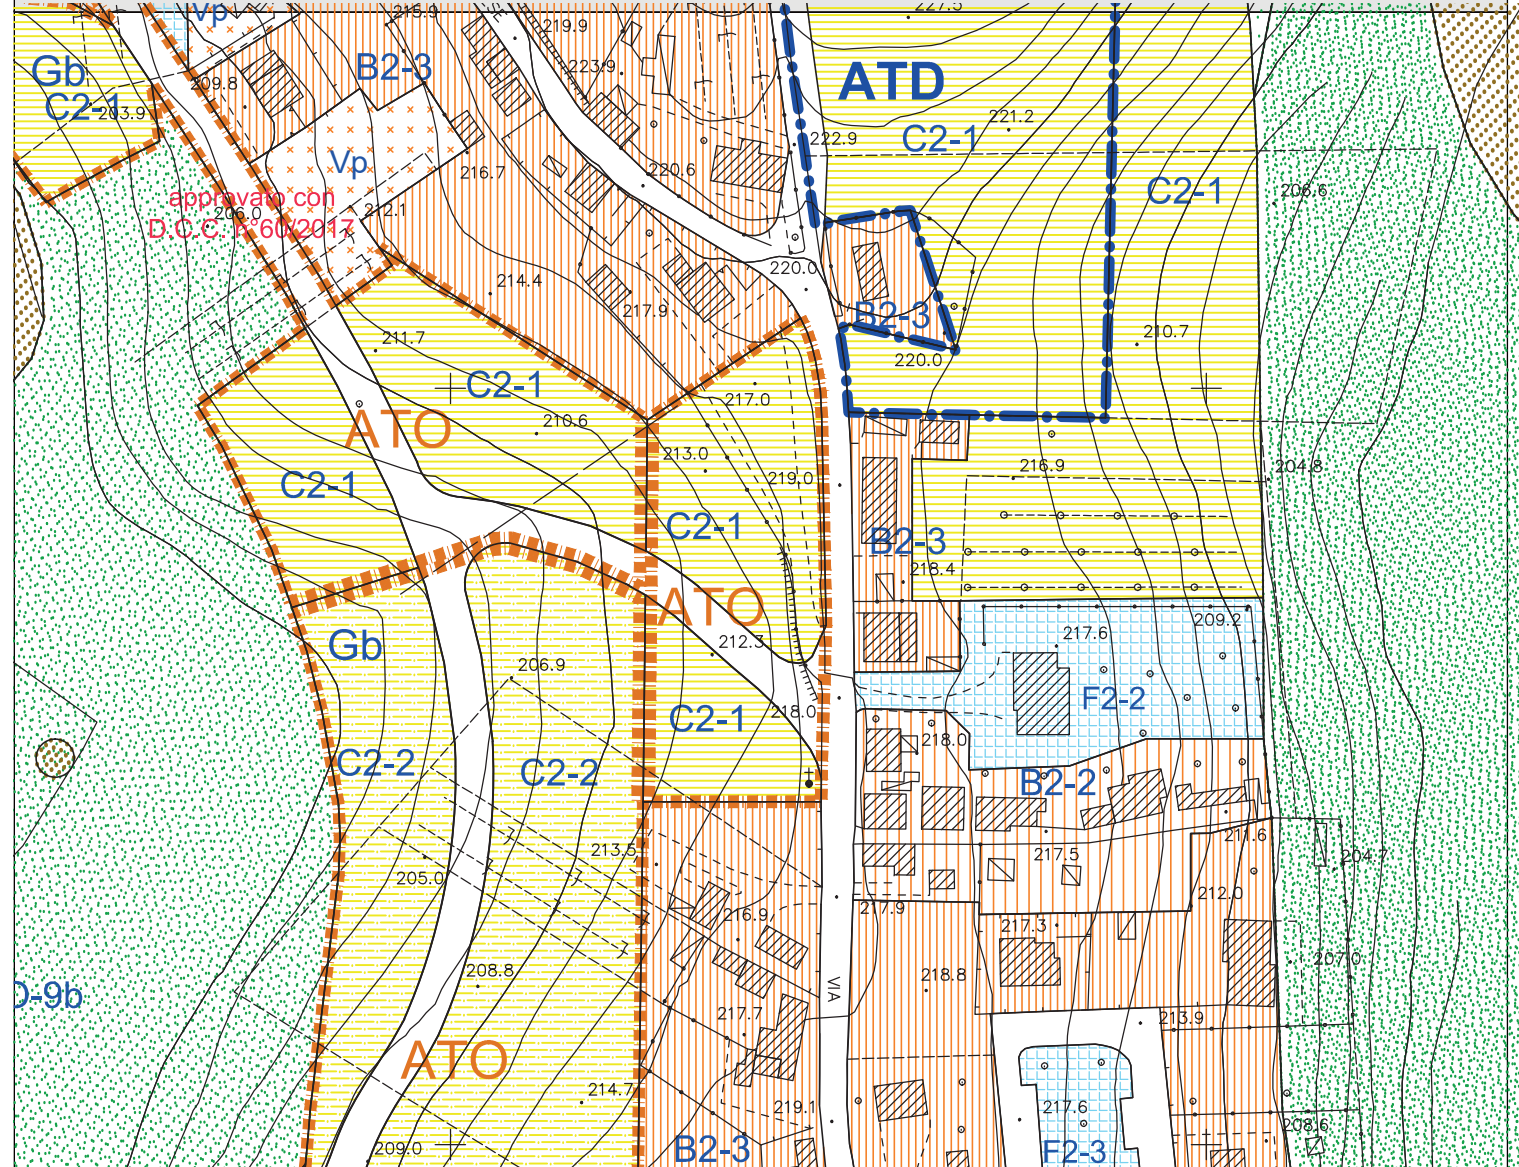 Vp
215.9
219.9
227.5
Gb
209.8
B2-3
223.9
ATD
C2-1
203.9
221.2
222.9
C2-1
Vp
216.7
220.6
C2-1
206.6
approvato con
206.0
212.1
D.C.C. n°60/2017
214.4
220.0
217.9
B2-3
211.7
220.0
210.7
C2-1
217.0
ATO
210.6
213.0
216.9
204.8
C2-1
219.0
C2-1
B2-3
218.4
ATO
209.2
Gb
217.6
212.3
206.9
F2-2
C2-1
218.0
218.0
C2-2
C2-2
B2-2
211.6
213.5
217.5
204.7
205.0
212.0
216.9
217.9
217.3
207.0
208.8
218.8
D-9b
VIA
217.7
213.9
ATO
214.7
219.1
217.6
208.6
209.0
B2-3
F2-3